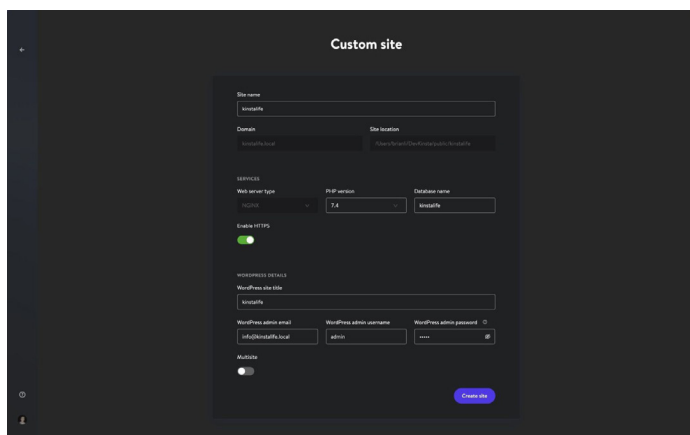 Custom site
Site name
kinstalife
Domain
Site location
kinstalife.local
SERVICES
Web server type
PHP version
Database name
NGINX
7.4
kinstalife
Enable HTTPS
WORDPRESS DETAILS
WordPress site title
kinstalife
WordPress admin email
WordPress admin username
WordPress admin password
info@kinstalife.local
admin
•••••
Multisite
Create site